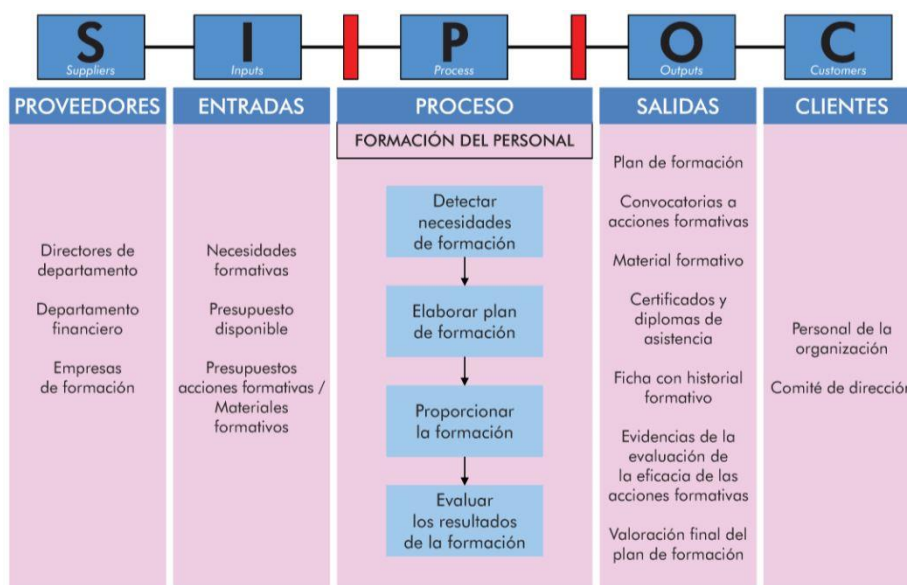 S
Suppliers
I
Inputs
P
Process
O
Outputs
C
Customers
PROVEEDORES
ENTRADAS
PROCESO
SALIDAS
CLIENTES
Directores de
departamento
Departamento
financiero
Empresas
de formación
Necesidades
formativas
Presupuesto
disponible
Presupuestos
acciones formativas /
Materiales
formativos
FORMACIÓN DEL PERSONAL
Detectar
necesidades
de formación
Elaborar plan
de formación
Proporcionar
la formación
Evaluar
los resultados
de la formación
Plan de formación
Convocatorias a
acciones formativas
Material formativo
Certificados y
diplomas de
asistencia
Ficha con historial
formativo
Evidencias de la
evaluación de
la eficacia de las
acciones formativas
Valoración final del
plan de formación
Personal de la
organización
Comité de dirección